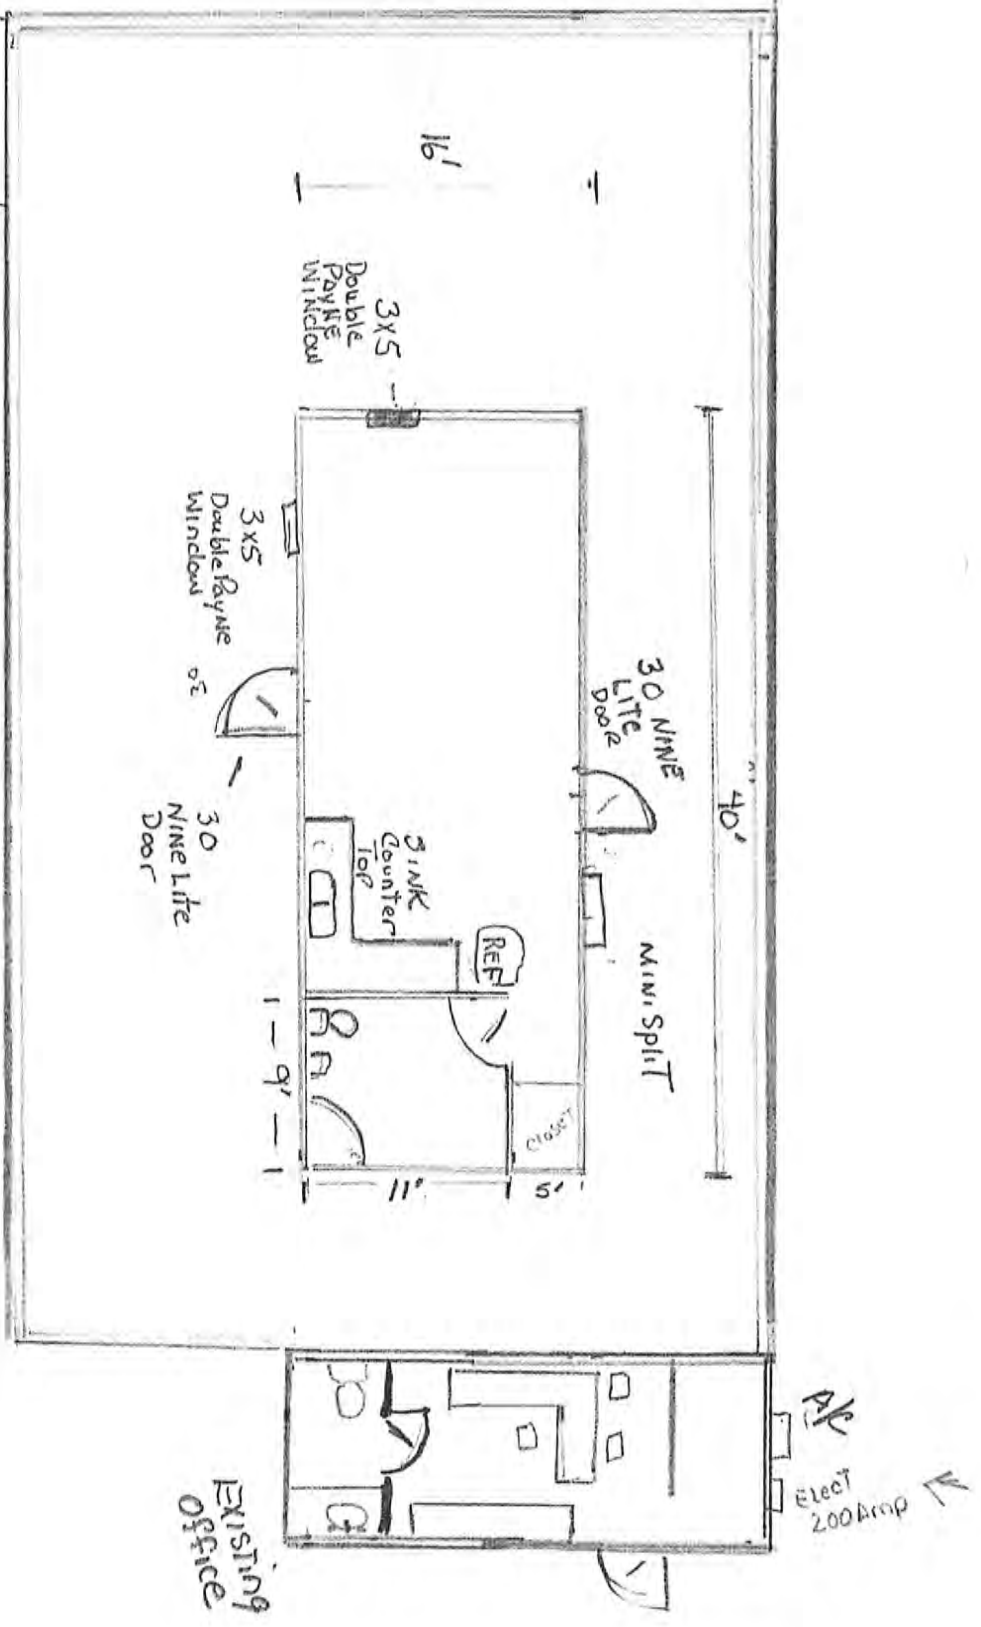 16'
3x5
Double
PayNE
WINdow
3x5
Double PayNE
Window
30 NINE
LITE
DOOR
40'
30
NINE Lite
Door
SINK
Counter
Top
REF
MINI SPLIT
9'
Closet
11'
5'
A/C
ELECT
200 Amp
EXISTING
OFFICE